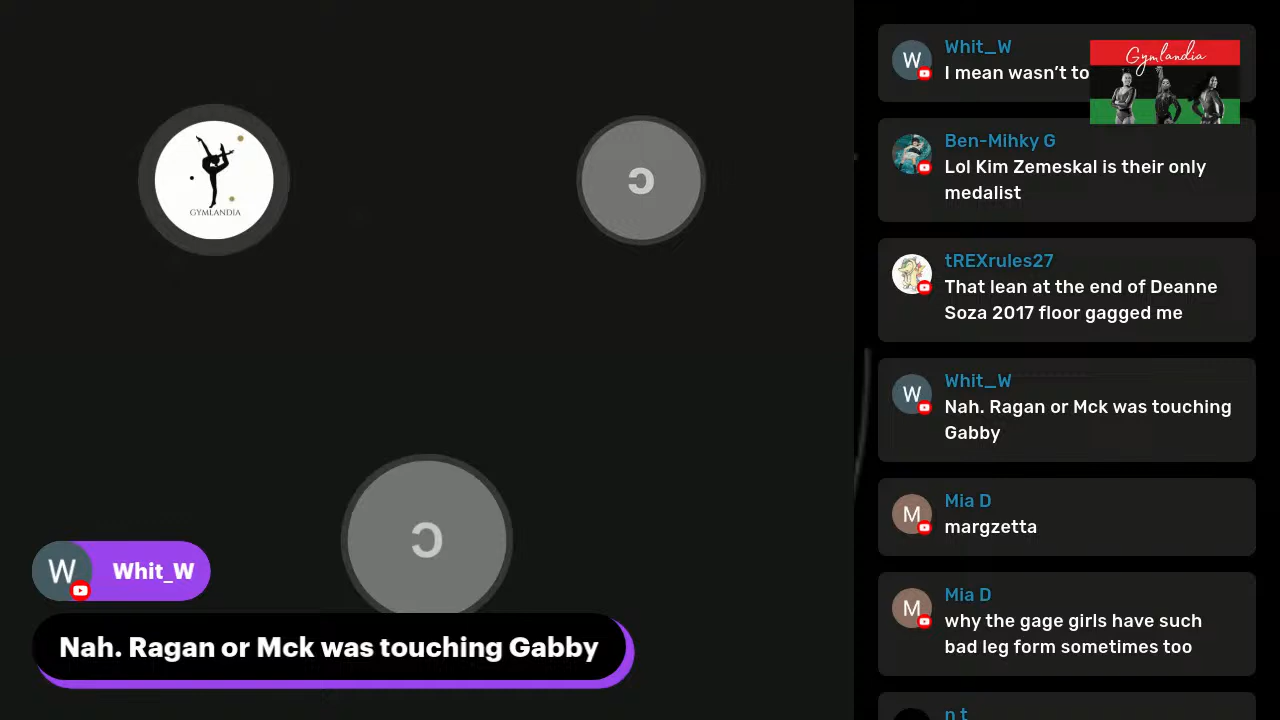 GYMLANDIA
ɔ
ɔ
W
Whit_W
Nah. Ragan or Mck was touching Gabby
W
Whit_W
I mean wasn't to
Gymlandia
Ben-Mihky G
Lol Kim Zemeskal is their only
medalist
tREXrules27
That lean at the end of Deanne
Soza 2017 floor gagged me
W
Whit_W
Nah. Ragan or Mck was touching
Gabby
M
Mia D
margzetta
M
Mia D
why the gage girls have such
bad leg form sometimes too
n t